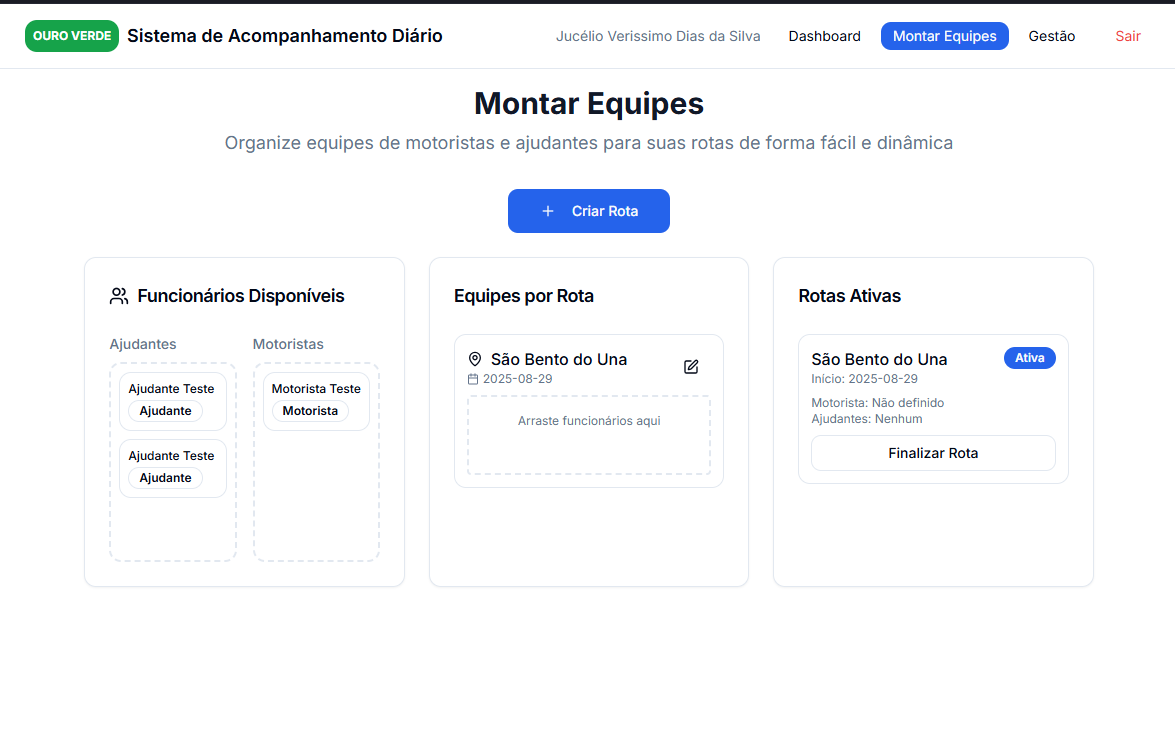 OURO VERDE Sistema de Acompanhamento Diário Jucélio Verissimo Dias da Silva Dashboard Montar Equipes Gestão Sair
Montar Equipes
Organize equipes de motoristas e ajudantes para suas rotas de forma fácil e dinâmica
+ Criar Rota
Funcionários Disponíveis
Ajudantes
Ajudante Teste
Ajudante
Ajudante Teste
Ajudante
Motoristas
Motorista Teste
Motorista
Equipes por Rota
São Bento do Una
2025-08-29
Arraste funcionários aqui
Rotas Ativas
São Bento do Una Ativa
Início: 2025-08-29
Motorista: Não definido
Ajudantes: Nenhum
Finalizar Rota